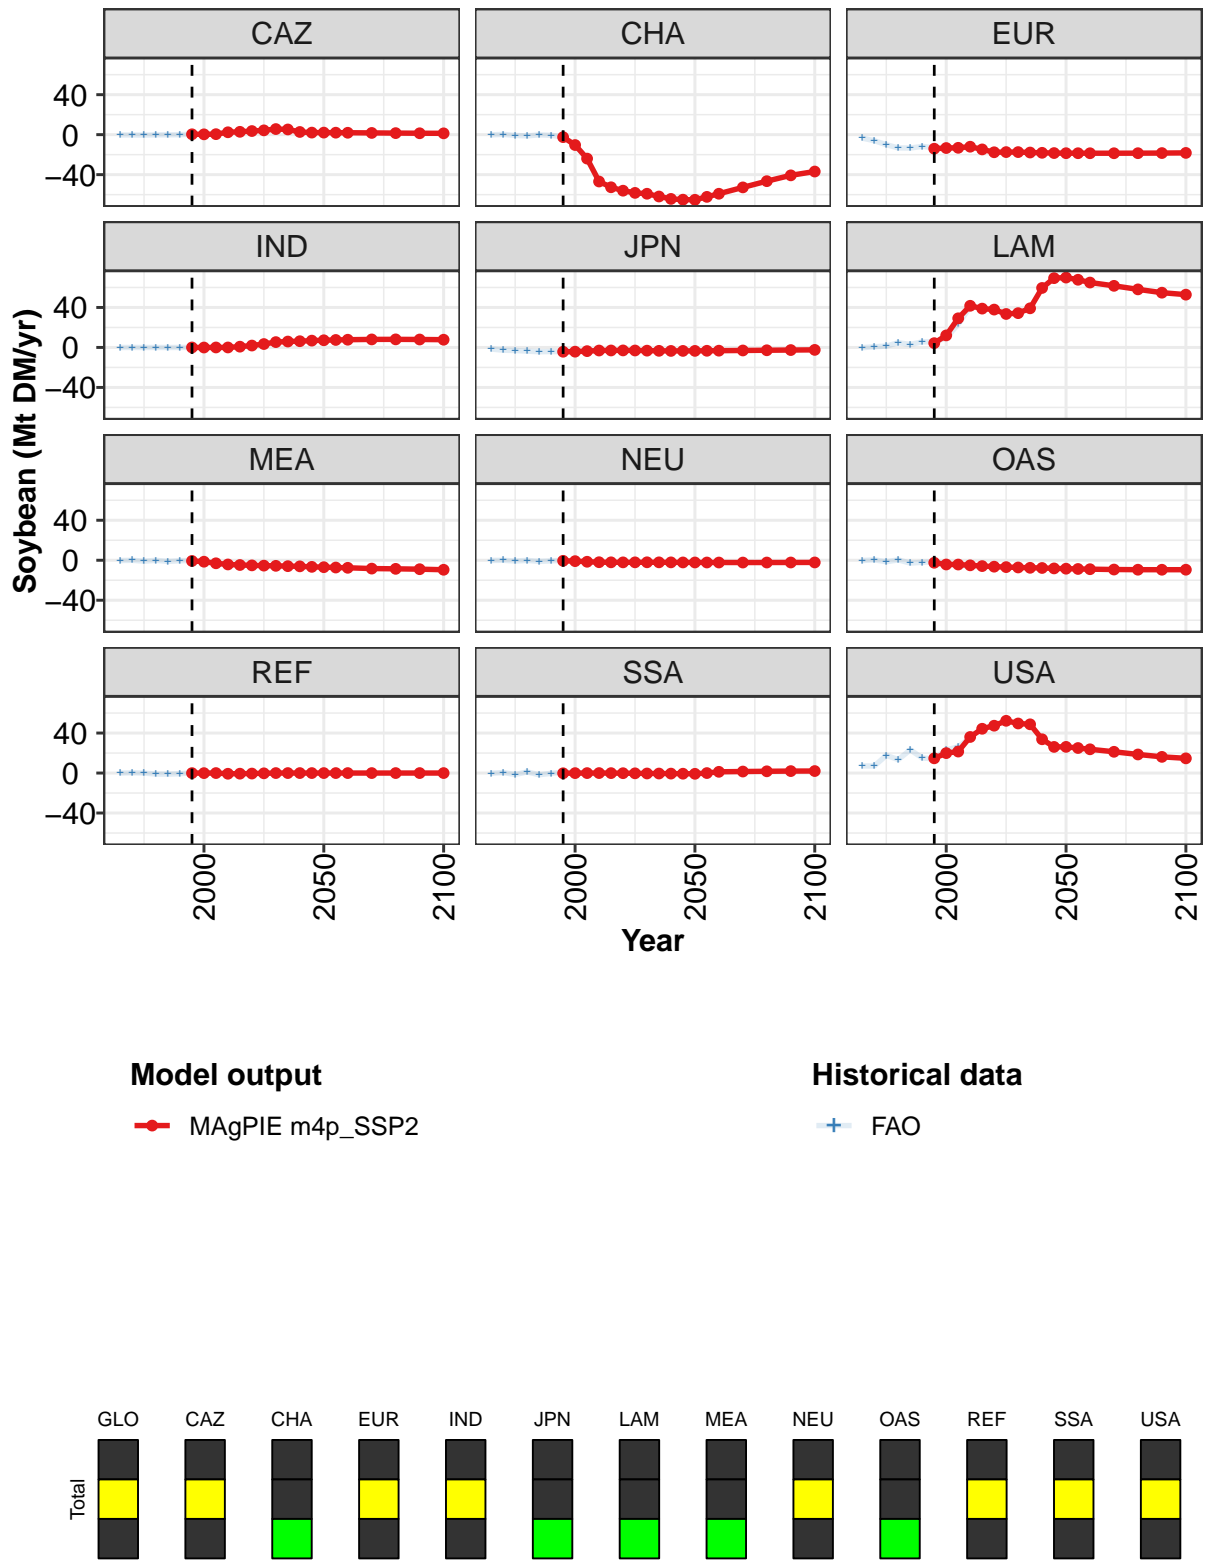 CAZ CHA EUR
40
0
−40
IND JPN LAM
40
0
−40
MEA NEU OAS
40
0
−40
REF SSA USA
40
0
−40
Soybean (Mt DM/yr)
2000 2050 2100 2000 2050 2100 2000 2050 2100
Year
Model output Historical data
MAgPIE m4p_SSP2 FAO
GLO CAZ CHA EUR IND JPN LAM MEA NEU OAS REF SSA USA
Total